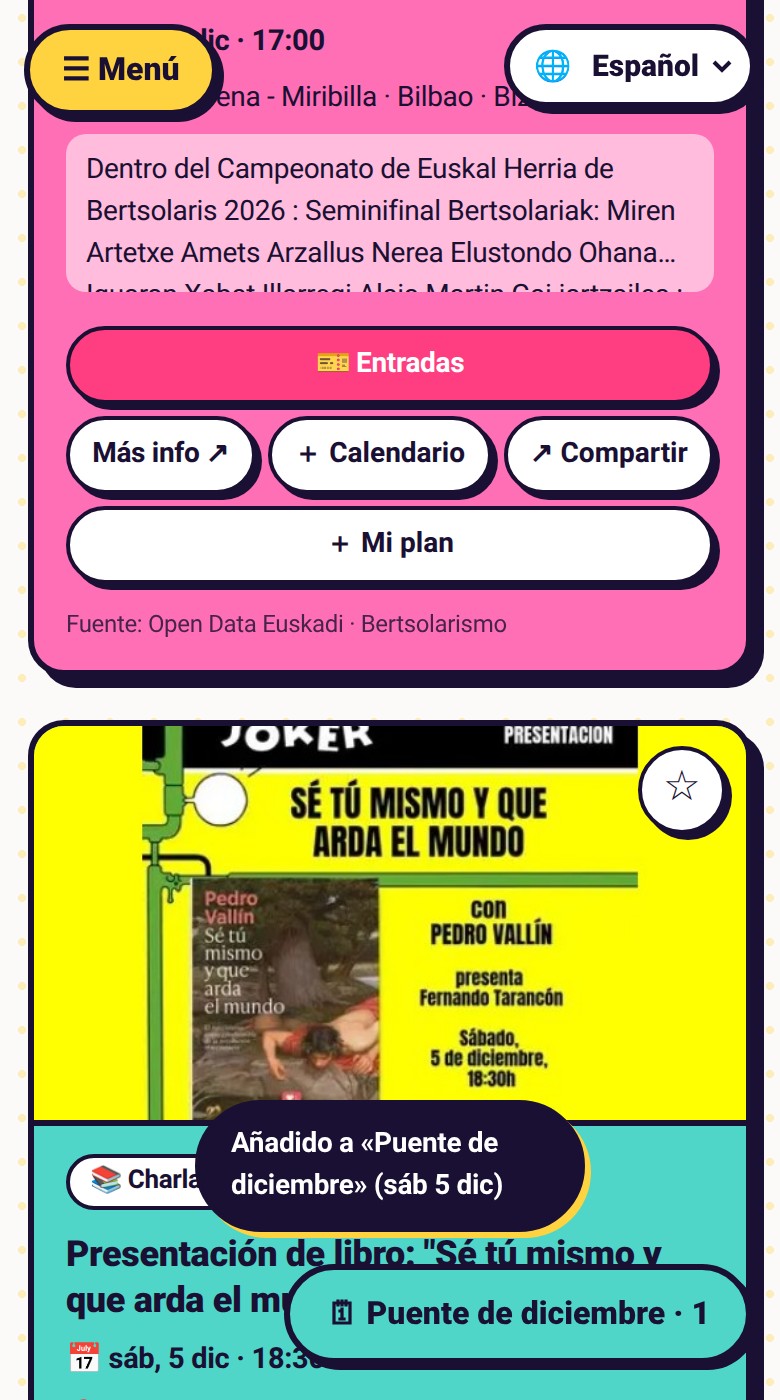 ic · 17:00
☰ Menú
🌐 Español
ena - Miribilla · Bilbao · Biz
Dentro del Campeonato de Euskal Herria de
Bertsolaris 2026 : Seminifinal Bertsolariak: Miren
Artetxe Amets Arzallus Nerea Elustondo Ohana...
🎫 Entradas
Más info ↗
+ Calendario
↗ Compartir
+ Mi plan
Fuente: Open Data Euskadi · Bertsolarismo
JOKER
PRESENTACION
SÉ TÚ MISMO Y QUE
ARDA EL MUNDO
Pedro
Vallín
Sé tú
mismo
y que
arda
el mundo
con
PEDRO VALLÍN
presenta
Fernando Tarancón
Sábado,
5 de diciembre,
18:30h
Añadido a «Puente de
diciembre» (sáb 5 dic)
📚 Charla
Presentación de libro: "Sé tú mismo y
que arda el mu
🗓 Puente de diciembre · 1
📅 sáb, 5 dic · 18:3